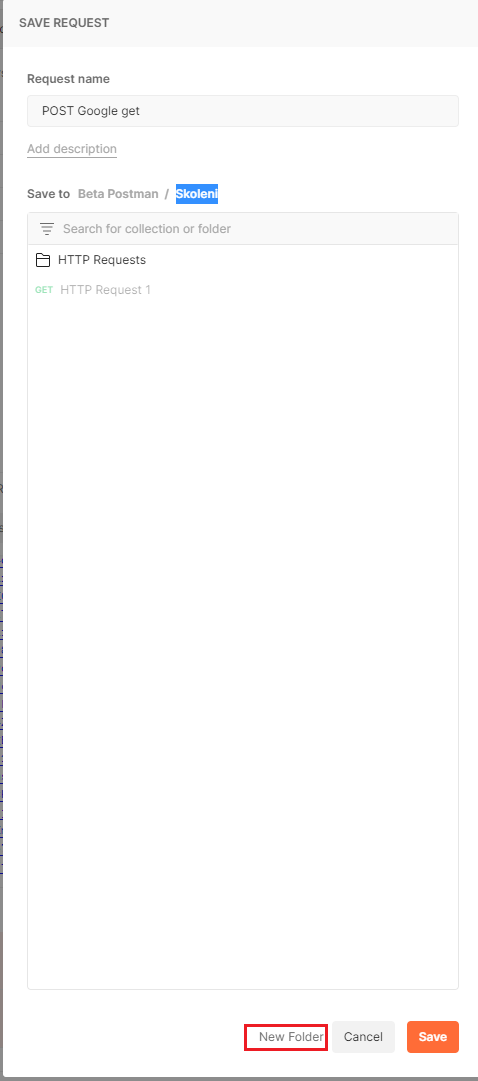 SAVE REQUEST
Request name
POST Google get
Add description
Save to Beta Postman / Skoleni
Search for collection or folder
HTTP Requests
GET HTTP Request 1
New Folder Cancel Save